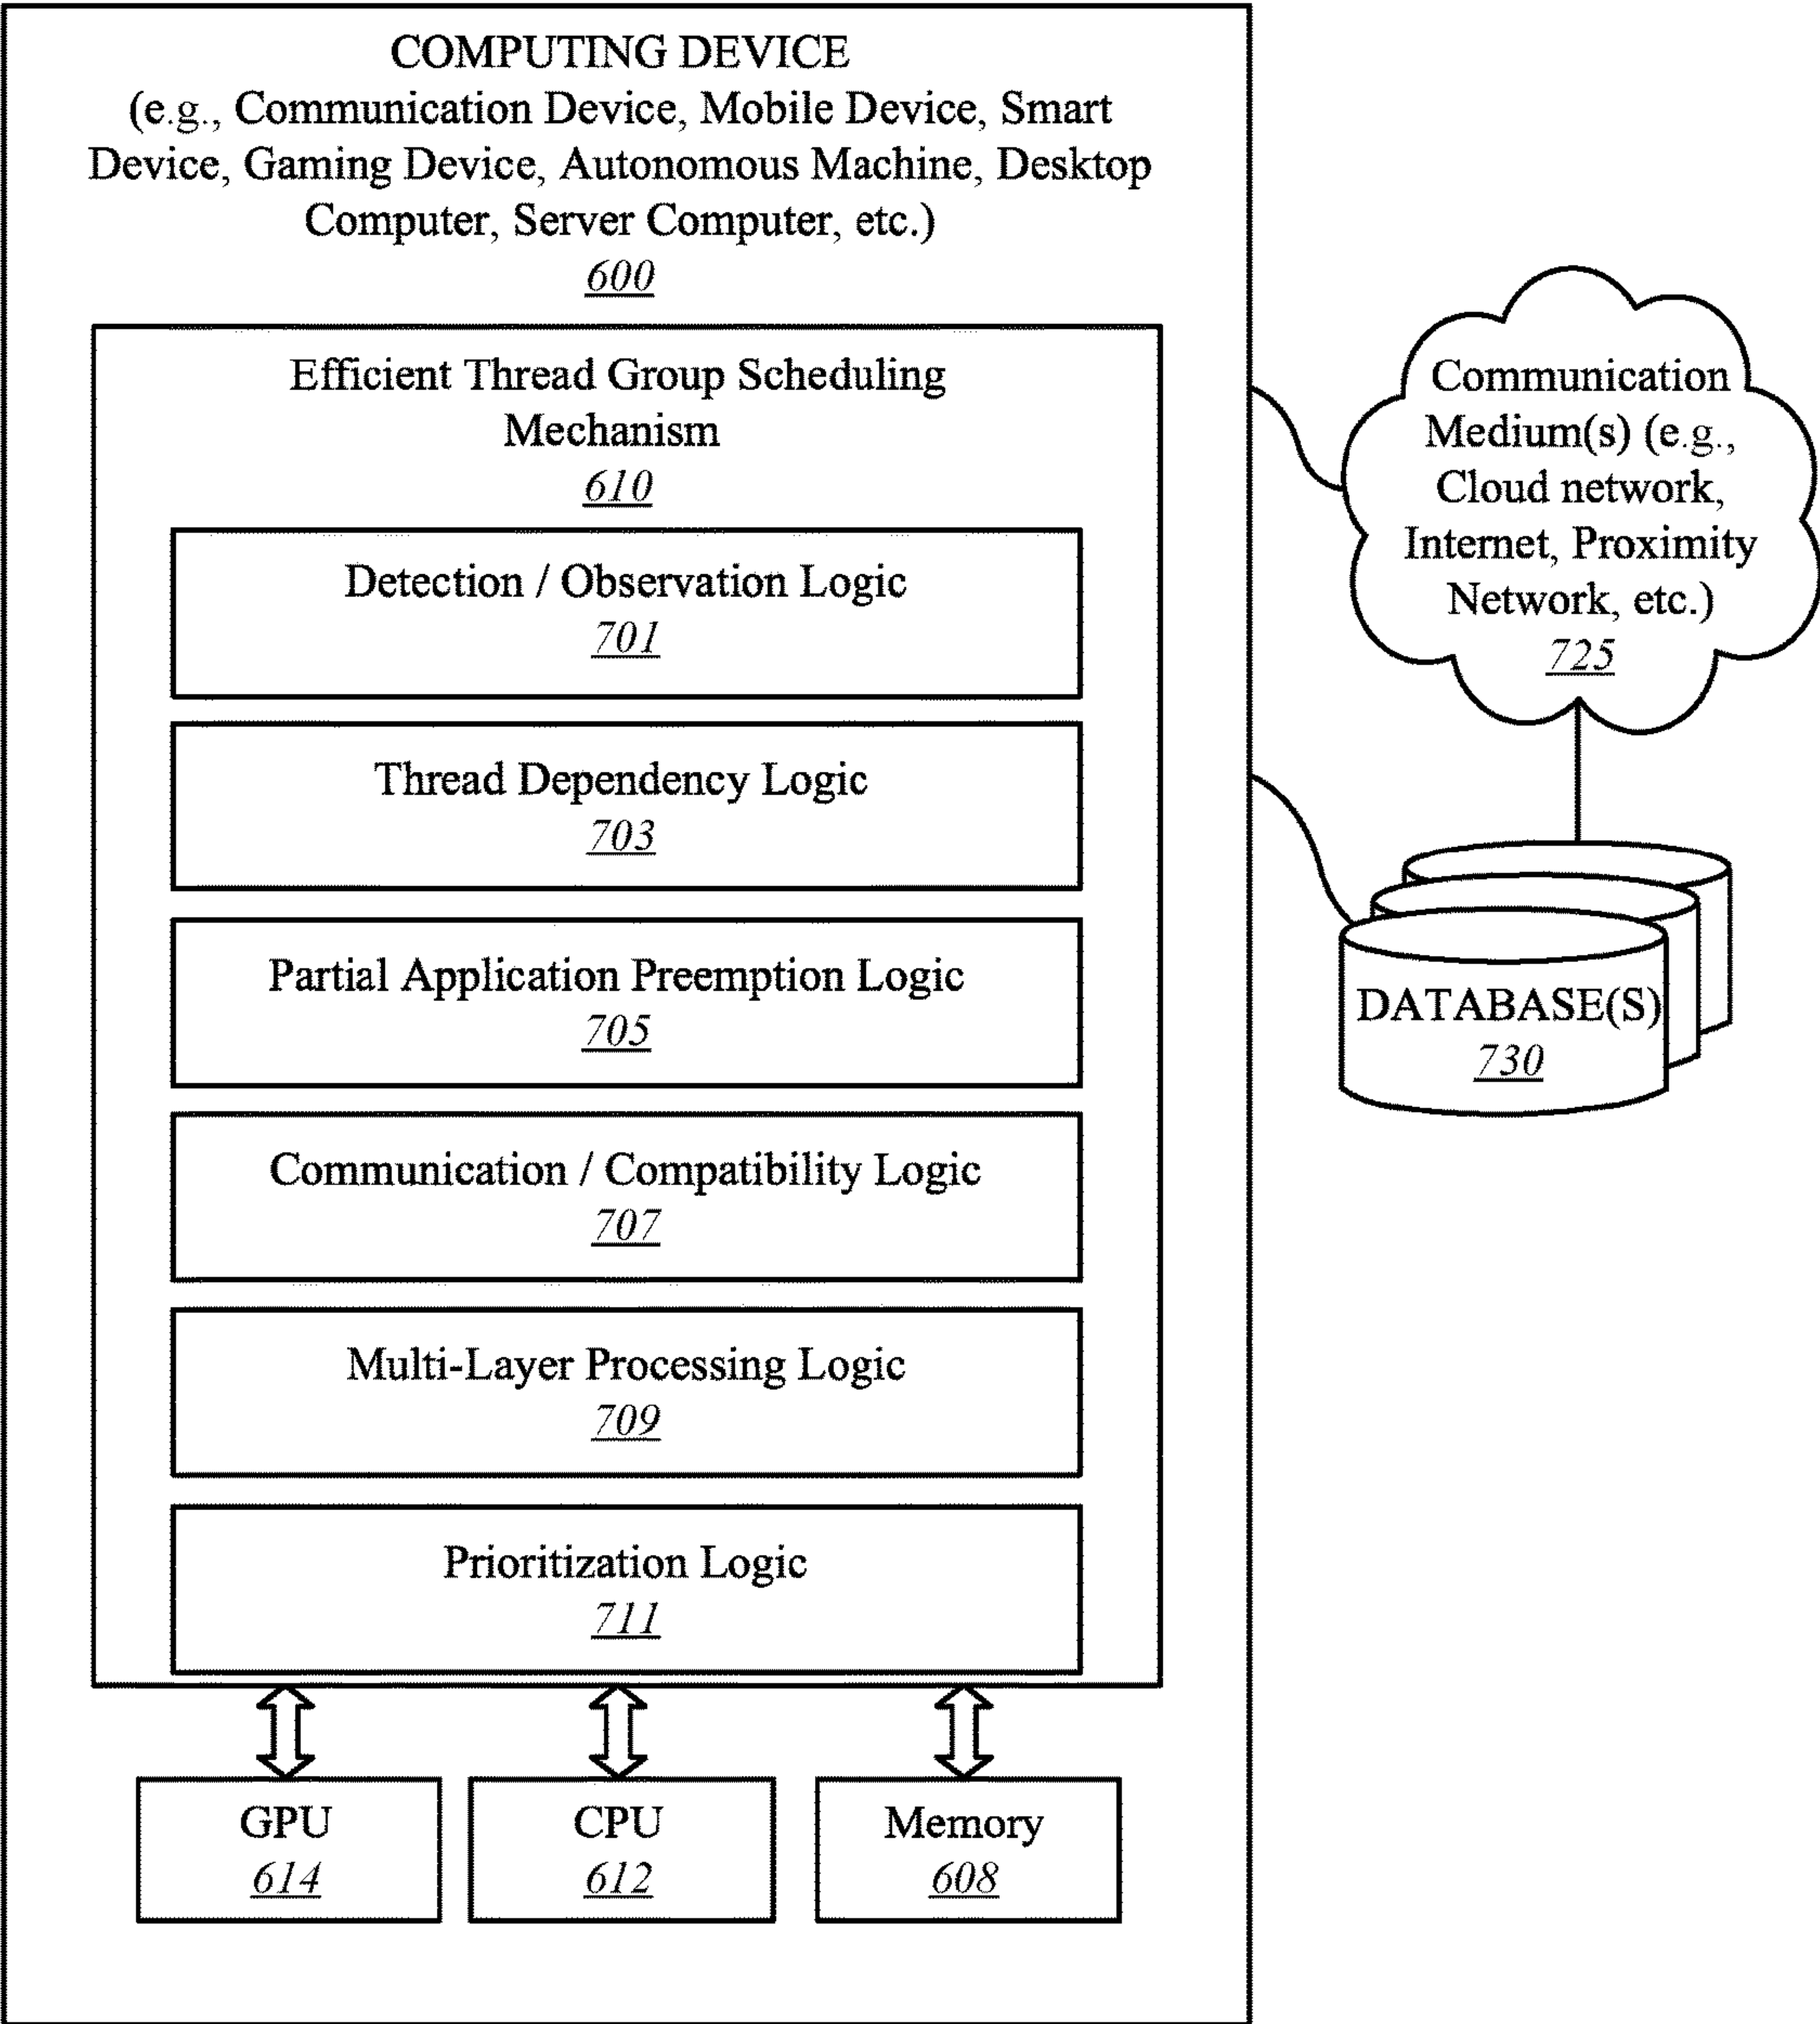 COMPUTING DEVICE
(e.g., Communication Device, Mobile Device, Smart
Device, Gaming Device, Autonomous Machine, Desktop
Computer, Server Computer, etc.)
600
Efficient Thread Group Scheduling
Mechanism
610
Detection / Observation Logic
701
Thread Dependency Logic
703
Partial Application Preemption Logic
705
Communication / Compatibility Logic
707
Multi-Layer Processing Logic
709
Prioritization Logic
711
GPU
614
CPU
612
Memory
608
Communication
Medium(s) (e.g.,
Cloud network,
Internet, Proximity
Network, etc.)
725
DATABASE(S)
730